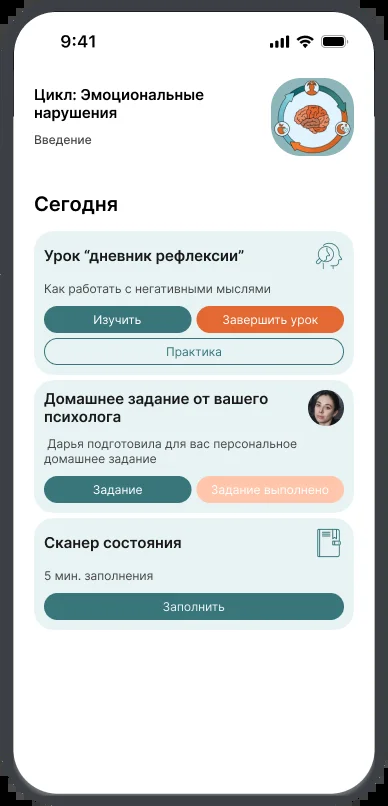 9:41
Цикл: Эмоциональные
нарушения
Введение
Сегодня
Урок “дневник рефлексии”
Как работать с негативными мыслями
Изучить
Завершить урок
Практика
Домашнее задание от вашего
психолога
Дарья подготовила для вас персональное
домашнее задание
Задание
Задание выполнено
Сканер состояния
5 мин. заполнения
Заполнить